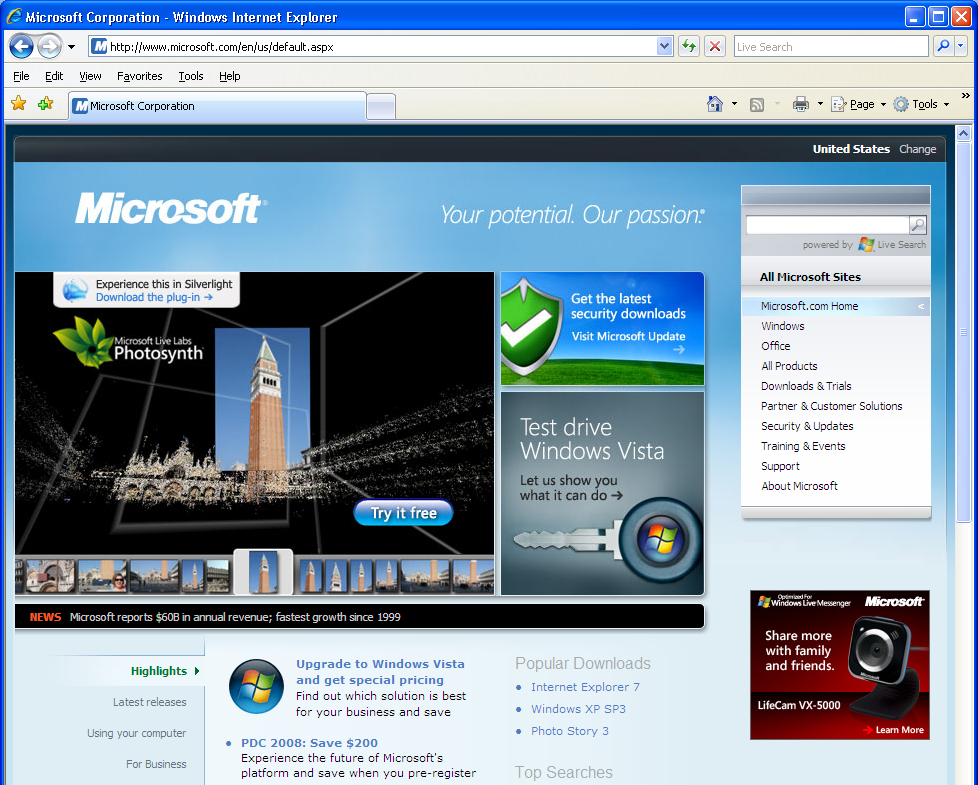 Microsoft Corporation - Windows Internet Explorer
http://www.microsoft.com/en/us/default.aspx
Live Search
File Edit View Favorites Tools Help
Microsoft Corporation
Page Tools
United States Change
Microsoft®
Your potential. Our passion.®
powered by Live Search
Experience this in Silverlight
Download the plug-in →
Microsoft Live Labs
Photosynth
Try it free
Get the latest
security downloads
Visit Microsoft Update
→
Test drive
Windows Vista
Let us show you
what it can do →
All Microsoft Sites
Microsoft.com Home <
Windows
Office
All Products
Downloads & Trials
Partner & Customer Solutions
Security & Updates
Training & Events
Support
About Microsoft
NEWS Microsoft reports $60B in annual revenue; fastest growth since 1999
Optimized For
Windows Live Messenger
Microsoft
Share more
with family
and friends.
LifeCam VX-5000
Learn More
Highlights
Latest releases
Using your computer
For Business
Upgrade to Windows Vista
and get special pricing
Find out which solution is best
for your business and save
• PDC 2008: Save $200
Experience the future of Microsoft's
platform and save when you pre-register
Popular Downloads
• Internet Explorer 7
• Windows XP SP3
• Photo Story 3
Top Searches